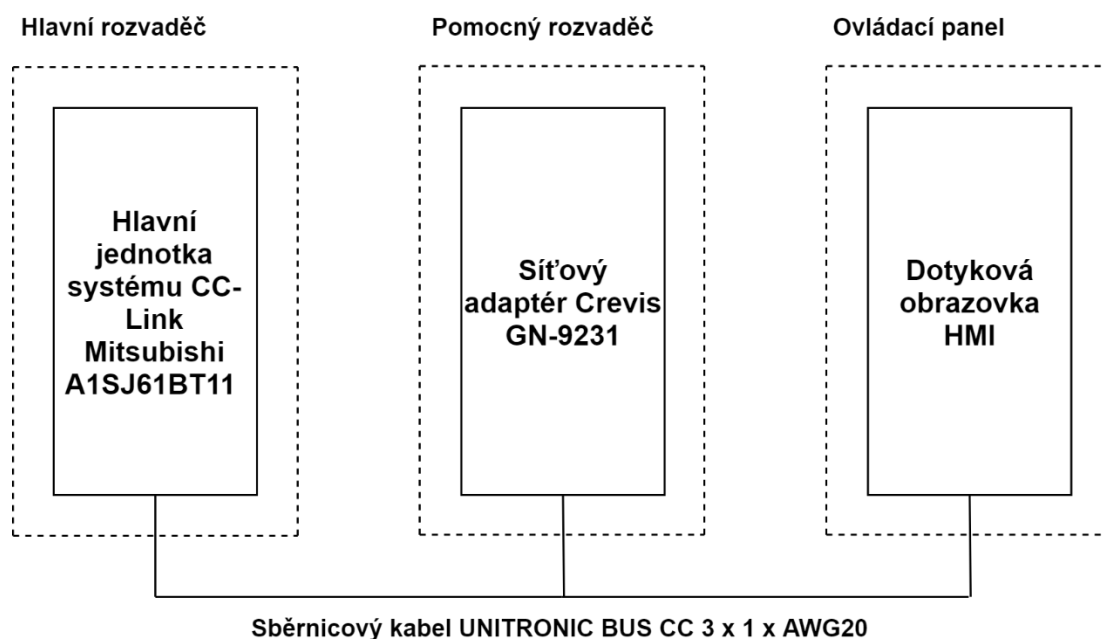 Hlavní rozvaděč
Pomocný rozvaděč
Ovládací panel
Hlavní
jednotka
systému CC-
Link
Mitsubishi
A1SJ61BT11
Síťový
adaptér Crevis
GN-9231
Dotyková
obrazovka
HMI
Sběrnicový kabel UNITRONIC BUS CC 3 x 1 x AWG20